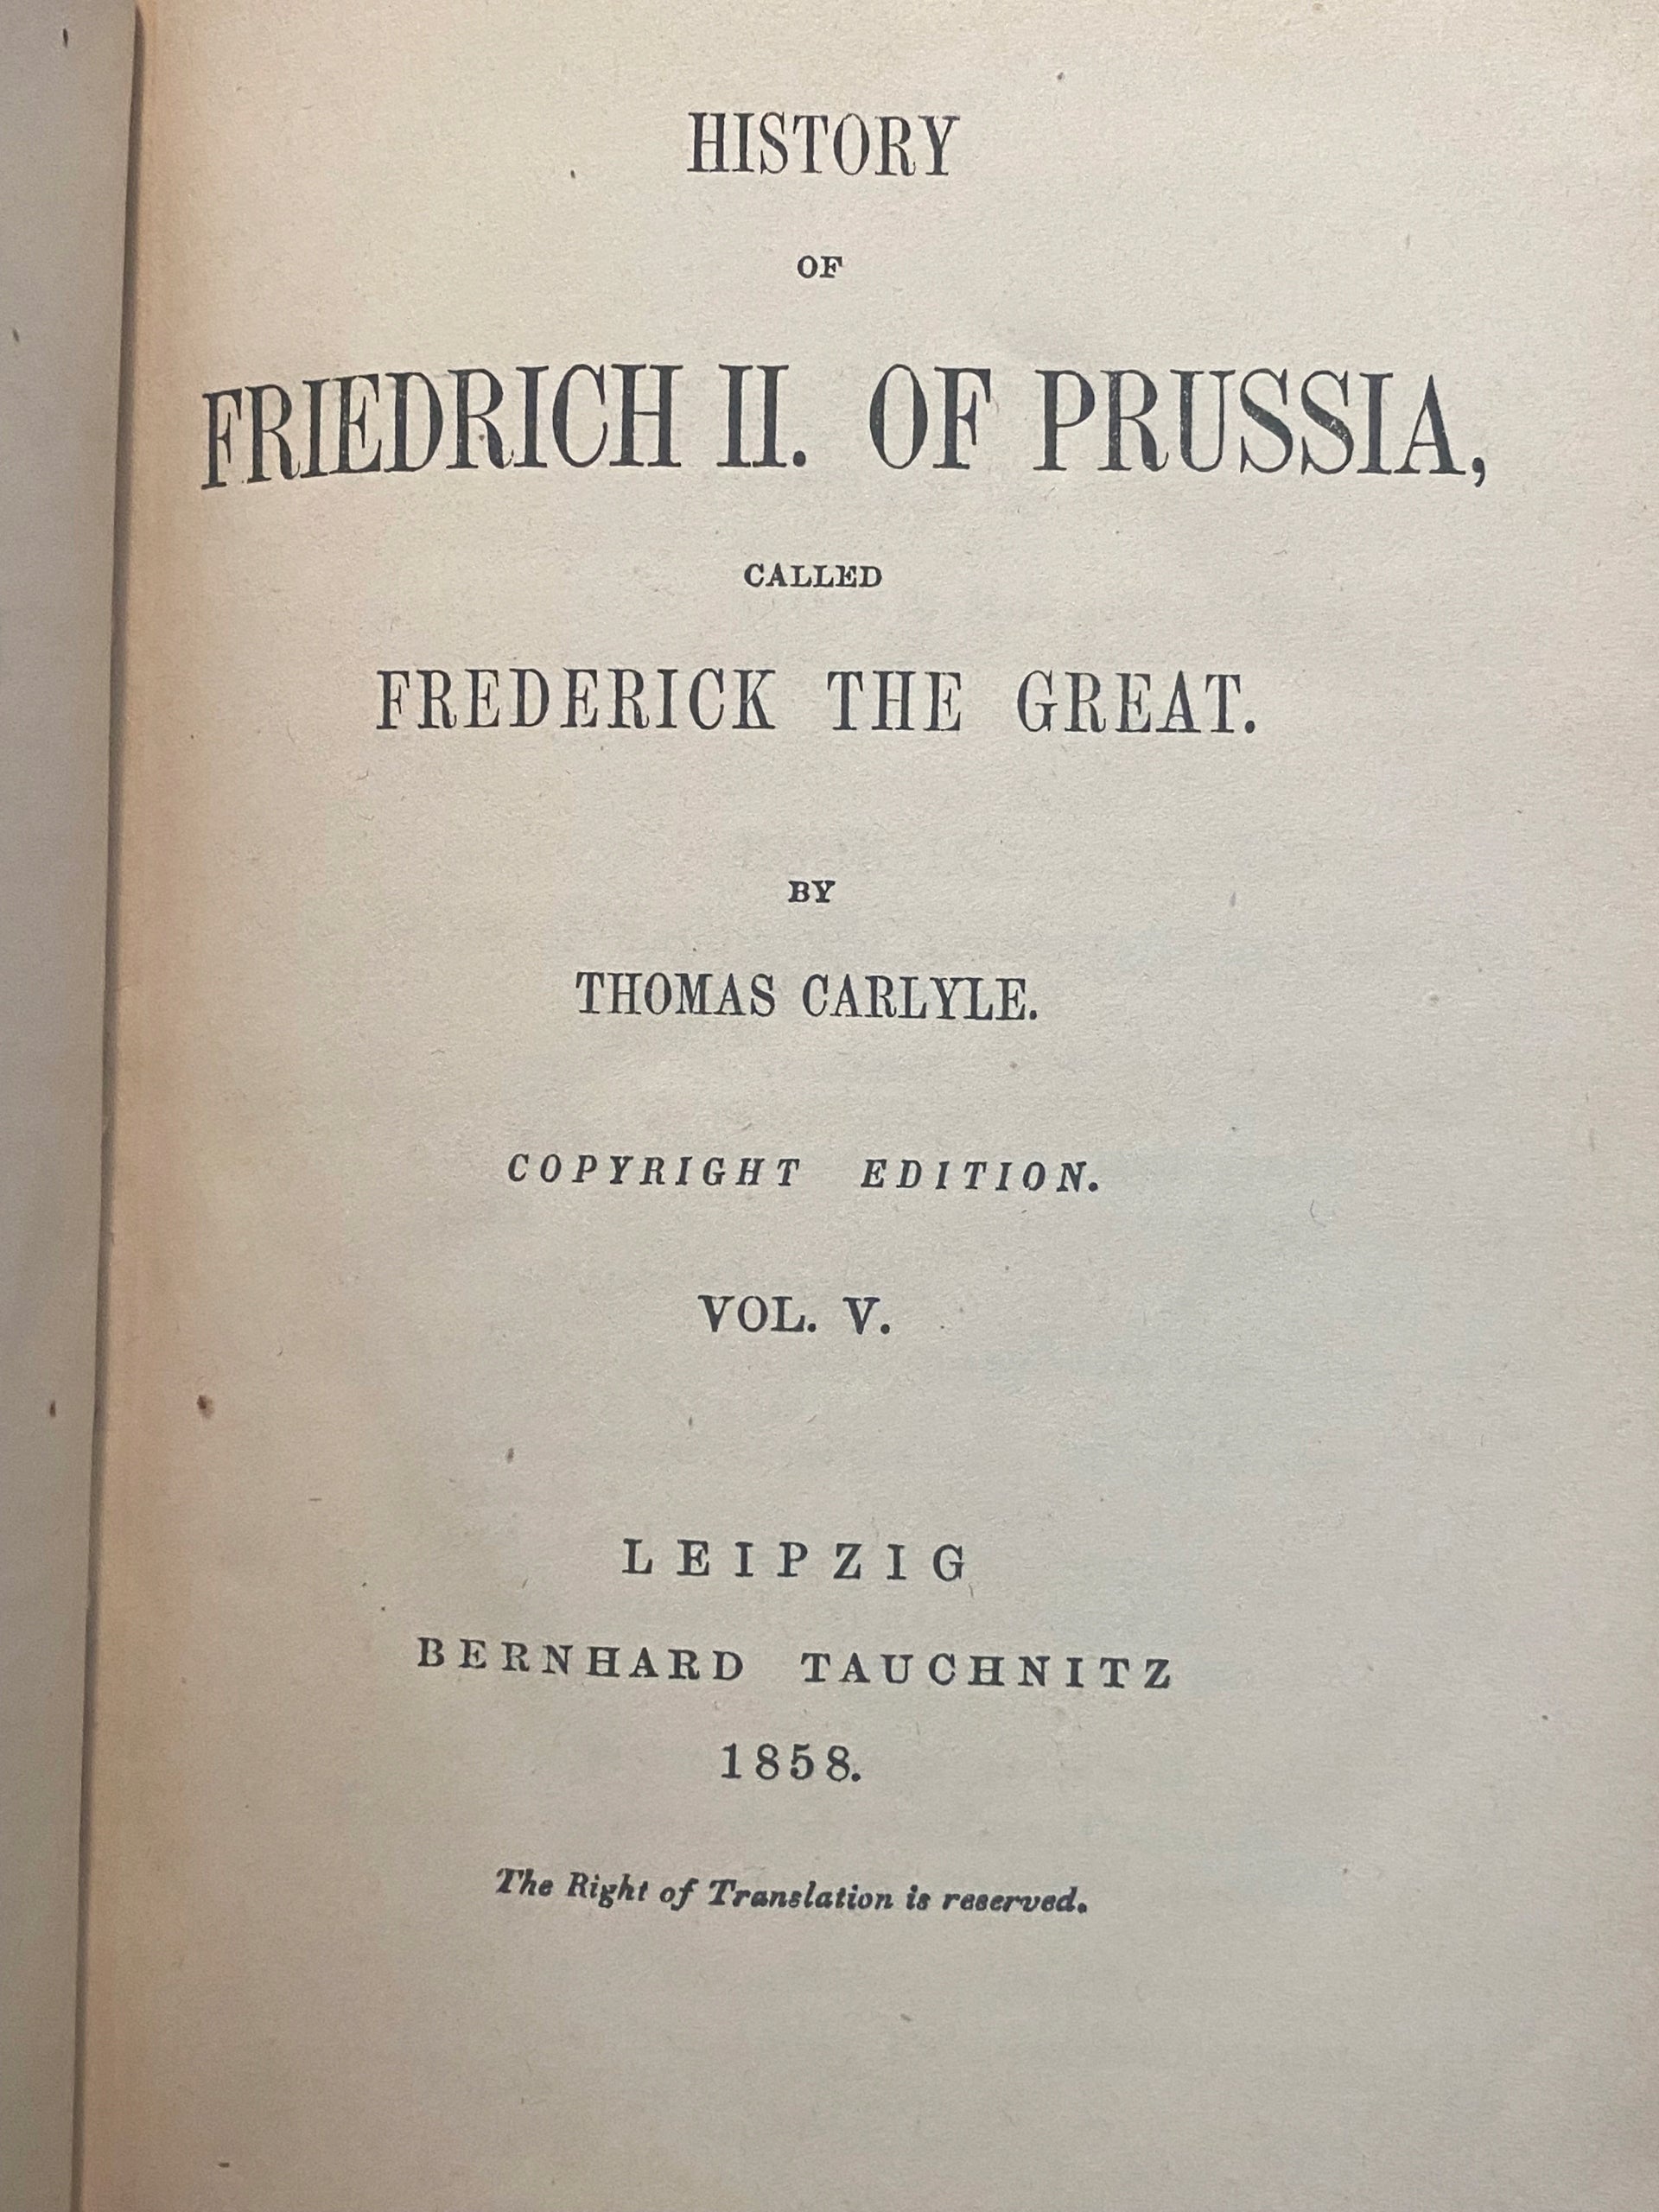 HISTORY
OF
FRIEDRICH II. OF PRUSSIA,
CALLED
FREDERICK THE GREAT.
BY
THOMAS CARLYLE.
COPYRIGHT EDITION.
VOL. V.
LEIPZIG
BERNHARD TAUCHNITZ
1858.
The Right of Translation is reserved.